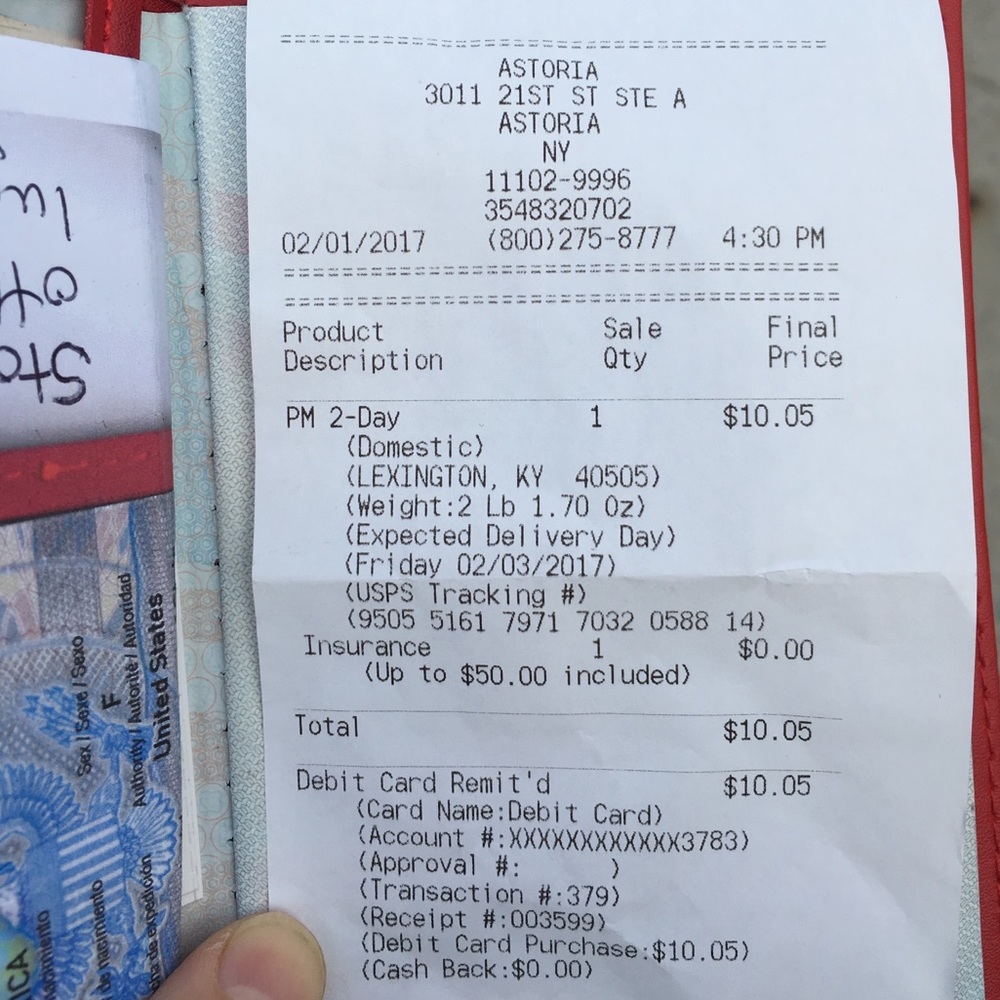 ASTORIA
3011 21ST ST STE A
ASTORIA
NY
11102-9996
3548320702
02/01/2017 (800)275-8777 4:30 PM
Product Sale Final
Description Qty Price
PM 2-Day 1 $10.05
(Domestic)
(LEXINGTON, KY 40505)
(Weight:2 Lb 1.70 Oz)
(Expected Delivery Day)
(Friday 02/03/2017)
(USPS Tracking #)
(9505 5161 7971 7032 0588 14)
Insurance 1 $0.00
(Up to $50.00 included)
Total $10.05
Debit Card Remit'd $10.05
(Card Name:Debit Card)
(Account #:XXXXXXXXXXXX3783)
(Approval #: )
(Transaction #:379)
(Receipt #:003599)
(Debit Card Purchase:$10.05)
(Cash Back:$0.00)
Sex / Sexe / Sexo
F
Authority / Autorité / Autoridad
United States